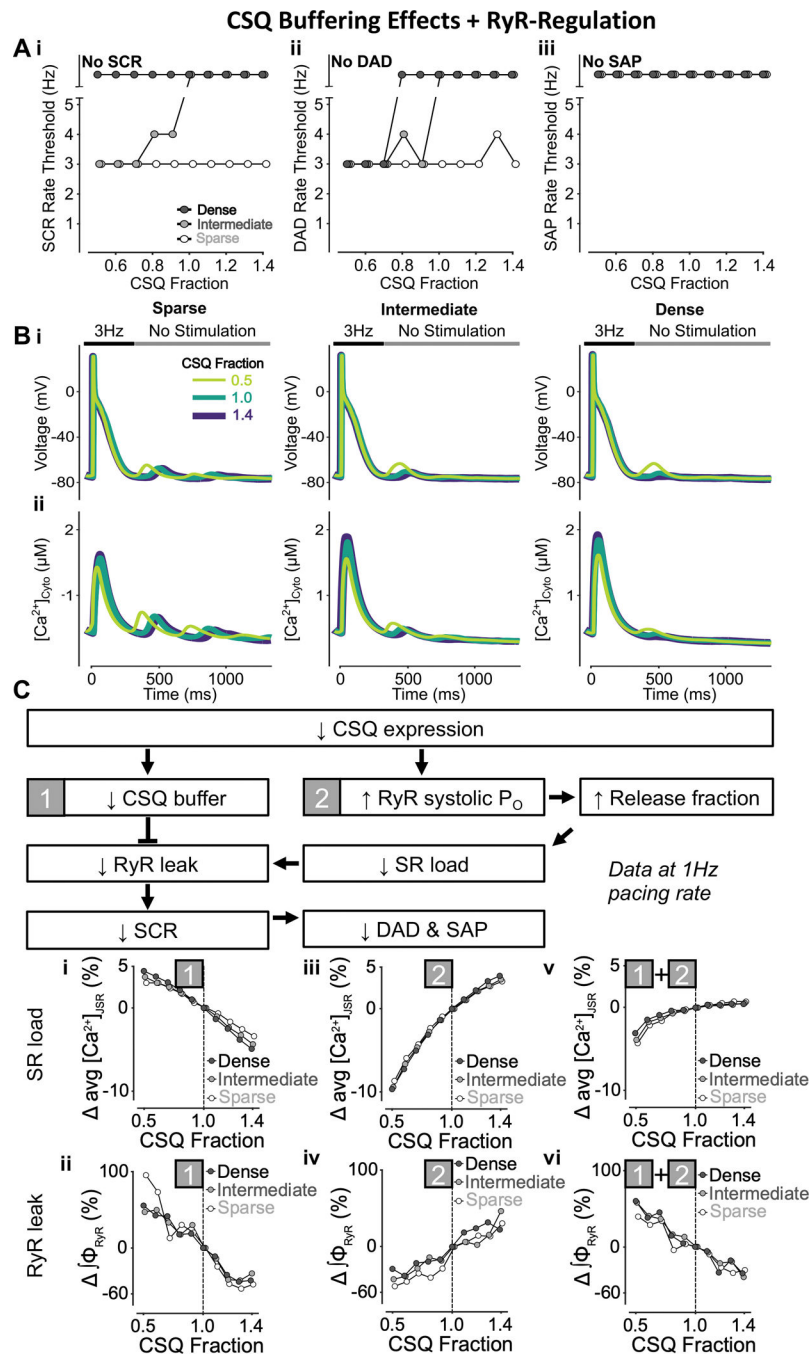 CSQ Buffering Effects + RyR-Regulation
A i ii iii
No SCR No DAD No SAP
SCR Rate Threshold (Hz)
5
4
3
2
1
Dense
Intermediate
Sparse
0.6 0.8 1.0 1.2 1.4
CSQ Fraction
DAD Rate Threshold (Hz)
5
4
3
2
1
0.6 0.8 1.0 1.2 1.4
CSQ Fraction
SAP Rate Threshold (Hz)
5
4
3
2
1
0.6 0.8 1.0 1.2 1.4
CSQ Fraction
Sparse Intermediate Dense
B i
3Hz No Stimulation
3Hz No Stimulation
3Hz No Stimulation
CSQ Fraction
0.5
1.0
1.4
Voltage (mV)
0
-40
-80
Voltage (mV)
0
-40
-80
Voltage (mV)
0
-40
-80
ii
[Ca²⁺]Cyto (µM)
2
-1
0 500 1000
Time (ms)
[Ca²⁺]Cyto (µM)
2
1
0 500 1000
Time (ms)
[Ca²⁺]Cyto (µM)
2
1
0 500 1000
Time (ms)
C
↓ CSQ expression
1 ↓ CSQ buffer
2 ↑ RyR systolic PO
↑ Release fraction
↓ RyR leak
↓ SR load
Data at 1Hz
pacing rate
↓ SCR
↓ DAD & SAP
SR load
i
1
Δ avg [Ca²⁺]JSR (%)
5
0
-10
Dense
Intermediate
Sparse
0.5 1.0 1.4
CSQ Fraction
iii
2
Δ avg [Ca²⁺]JSR (%)
5
0
-10
Dense
Intermediate
Sparse
0.5 1.0 1.4
CSQ Fraction
v
1+2
Δ avg [Ca²⁺]JSR (%)
5
0
-10
Dense
Intermediate
Sparse
0.5 1.0 1.4
CSQ Fraction
RyR leak
ii
1
Δ ∫ΦRyR (%)
100
0
-60
Dense
Intermediate
Sparse
0.5 1.0 1.4
CSQ Fraction
iv
2
Δ ∫ΦRyR (%)
100
0
-60
Dense
Intermediate
Sparse
0.5 1.0 1.4
CSQ Fraction
vi
1+2
Δ ∫ΦRyR (%)
100
0
-60
Dense
Intermediate
Sparse
0.5 1.0 1.4
CSQ Fraction